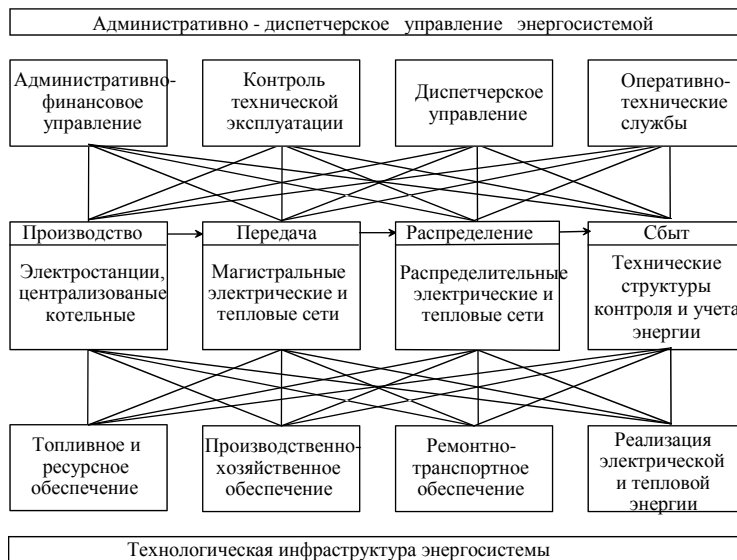 Административно - диспетчерское управление энергосистемой
Административно-
финансовое
управление
Контроль
технической
эксплуатации
Диспетчерское
управление
Оперативно-
технические
службы
Производство
Электростанции,
централизованые
котельные
Передача
Магистральные
электрические и
тепловые сети
Распределение
Распределительные
электрические и
тепловые сети
Сбыт
Технические
структуры
контроля и учета
энергии
Топливное и
ресурсное
обеспечение
Производственно-
хозяйственное
обеспечение
Ремонтно-
транспортное
обеспечение
Реализация
электрической
и тепловой
энергии
Технологическая инфраструктура энергосистемы